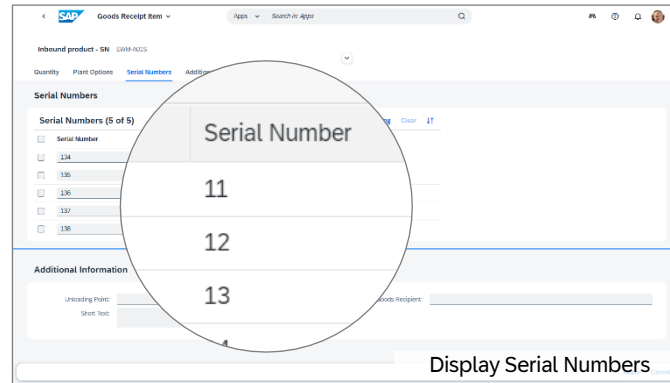 SAP Goods Receipt Item Apps Search in: Apps
Inbound product - SN EWM-A015
Quantity Plant Options Serial Numbers
Serial Numbers
Serial Numbers (5 of 5) Clear
Serial Number
134
135
136
137
138
Serial Number
11
12
13
Additional Information
Unloading Point: Goods Recipient:
Short Text:
Display Serial Numbers